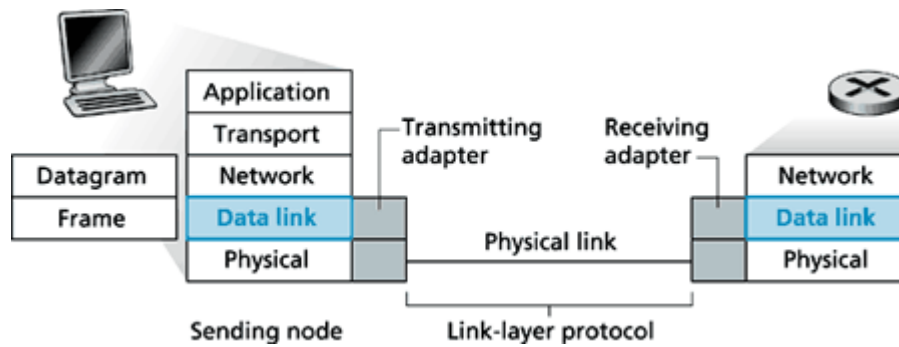 Application
Transport
Transmitting
adapter
Receiving
adapter
Datagram
Network
Network
Frame
Data link
Data link
Physical link
Physical
Physical
Sending node
Link-layer protocol